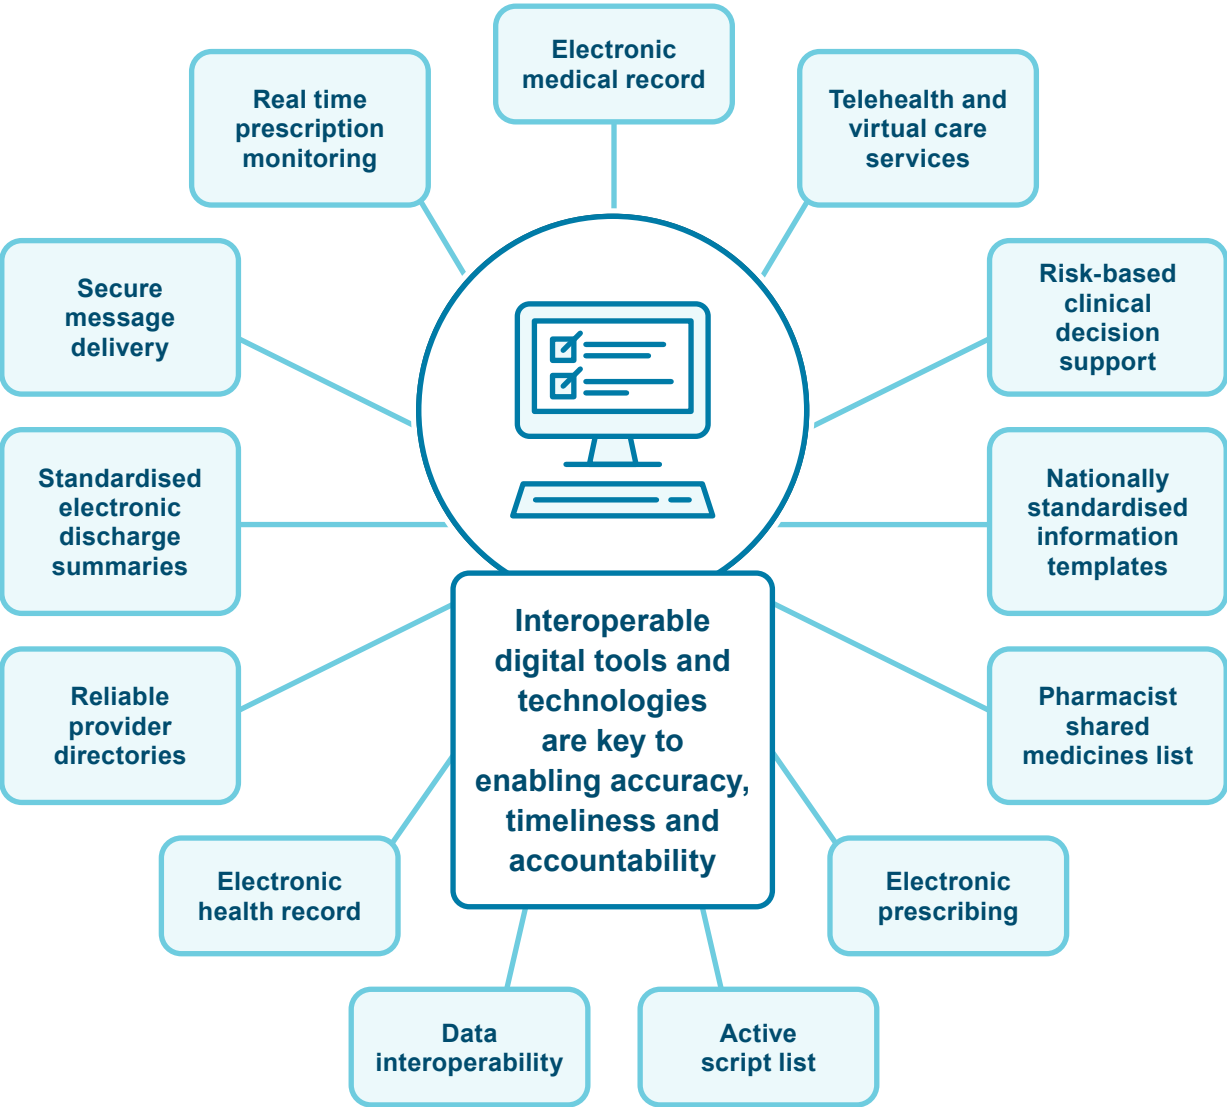 Electronic
medical record
Telehealth and
virtual care
services
Risk-based
clinical
decision
support
Nationally
standardised
information
templates
Pharmacist
shared
medicines list
Electronic
prescribing
Active
script list
Data
interoperability
Electronic
health record
Reliable
provider
directories
Standardised
electronic
discharge
summaries
Secure
message
delivery
Real time
prescription
monitoring
Interoperable
digital tools and
technologies
are key to
enabling accuracy,
timeliness and
accountability